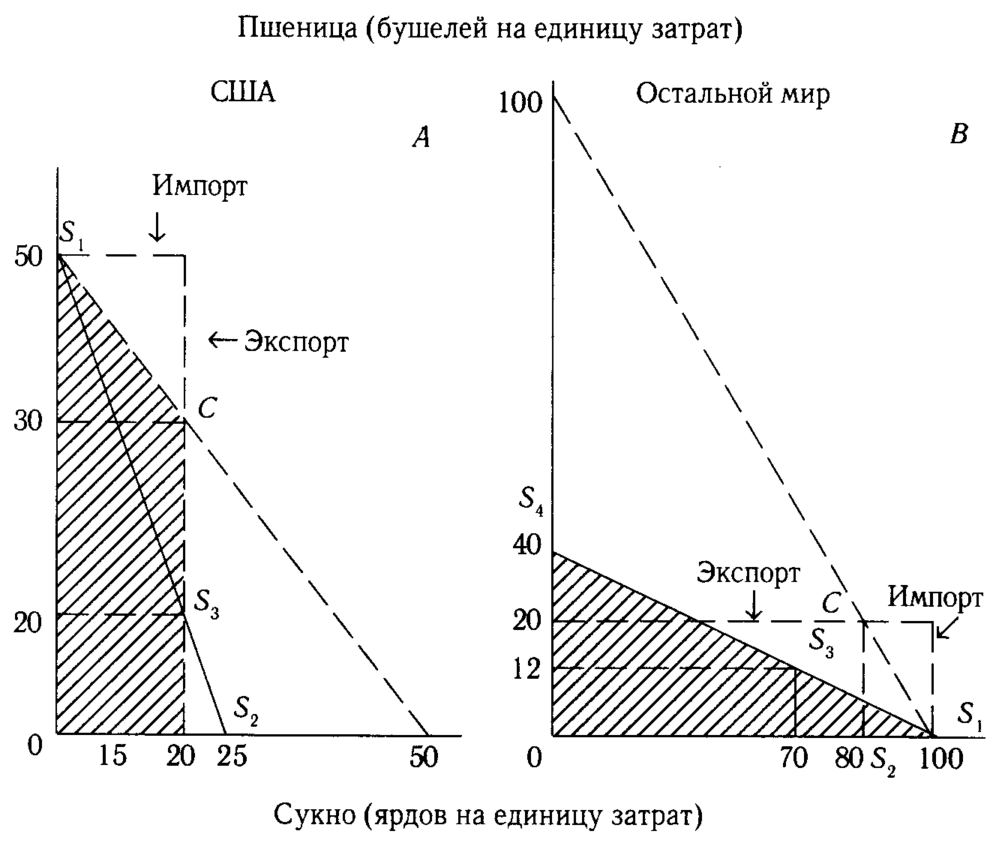 Пшеница (бушелей на единицу затрат)
США
A
Импорт
S1
50
Экспорт
30
C
20
S3
S2
0
15
20
25
50
Остальной мир
B
100
S4
40
Экспорт
C
Импорт
20
S3
12
S1
0
70
80
S2
100
Сукно (ярдов на единицу затрат)